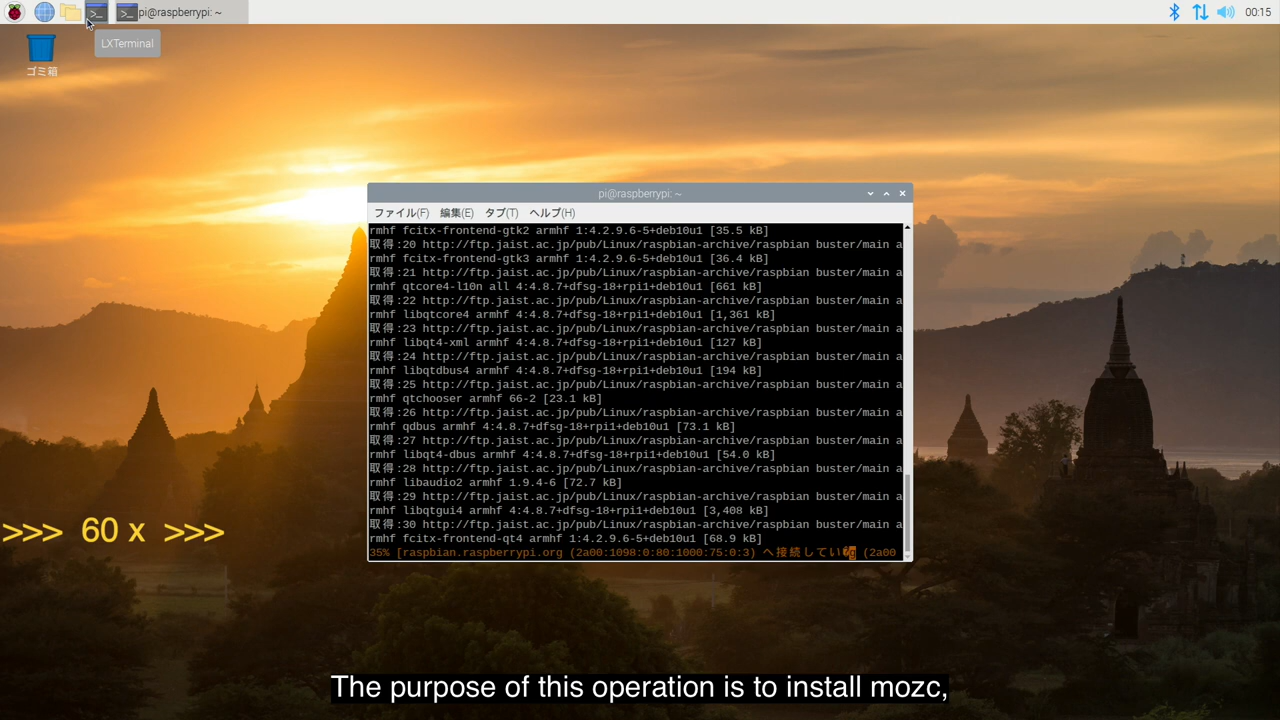 pi@raspberrypi: ~
00:15
LXTerminal
ゴミ箱
pi@raspberrypi: ~
ファイル(F) 編集(E) タブ(T) ヘルプ(H)
rmhf fcitx-frontend-gtk2 armhf 1:4.2.9.6-5+deb10u1 [35.5 kB]
取得:20 http://ftp.jaist.ac.jp/pub/Linux/raspbian-archive/raspbian buster/main a
rmhf fcitx-frontend-gtk3 armhf 1:4.2.9.6-5+deb10u1 [36.4 kB]
取得:21 http://ftp.jaist.ac.jp/pub/Linux/raspbian-archive/raspbian buster/main a
rmhf qtcore4-l10n all 4:4.8.7+dfsg-18+rpi1+deb10u1 [661 kB]
取得:22 http://ftp.jaist.ac.jp/pub/Linux/raspbian-archive/raspbian buster/main a
rmhf libqtcore4 armhf 4:4.8.7+dfsg-18+rpi1+deb10u1 [1,361 kB]
取得:23 http://ftp.jaist.ac.jp/pub/Linux/raspbian-archive/raspbian buster/main a
rmhf libqt4-xml armhf 4:4.8.7+dfsg-18+rpi1+deb10u1 [127 kB]
取得:24 http://ftp.jaist.ac.jp/pub/Linux/raspbian-archive/raspbian buster/main a
rmhf libqtdbus4 armhf 4:4.8.7+dfsg-18+rpi1+deb10u1 [194 kB]
取得:25 http://ftp.jaist.ac.jp/pub/Linux/raspbian-archive/raspbian buster/main a
rmhf qtchooser armhf 66-2 [23.1 kB]
取得:26 http://ftp.jaist.ac.jp/pub/Linux/raspbian-archive/raspbian buster/main a
rmhf qdbus armhf 4:4.8.7+dfsg-18+rpi1+deb10u1 [73.1 kB]
取得:27 http://ftp.jaist.ac.jp/pub/Linux/raspbian-archive/raspbian buster/main a
rmhf libqt4-dbus armhf 4:4.8.7+dfsg-18+rpi1+deb10u1 [54.0 kB]
取得:28 http://ftp.jaist.ac.jp/pub/Linux/raspbian-archive/raspbian buster/main a
rmhf libaudio2 armhf 1.9.4-6 [72.7 kB]
取得:29 http://ftp.jaist.ac.jp/pub/Linux/raspbian-archive/raspbian buster/main a
rmhf libqtgui4 armhf 4:4.8.7+dfsg-18+rpi1+deb10u1 [3,408 kB]
取得:30 http://ftp.jaist.ac.jp/pub/Linux/raspbian-archive/raspbian buster/main a
rmhf fcitx-frontend-qt4 armhf 1:4.2.9.6-5+deb10u1 [68.9 kB]
35% [raspbian.raspberrypi.org (2a00:1098:0:80:1000:75:0:3) へ接続してい�g (2a00
>>> 60 x >>>
The purpose of this operation is to install mozc,